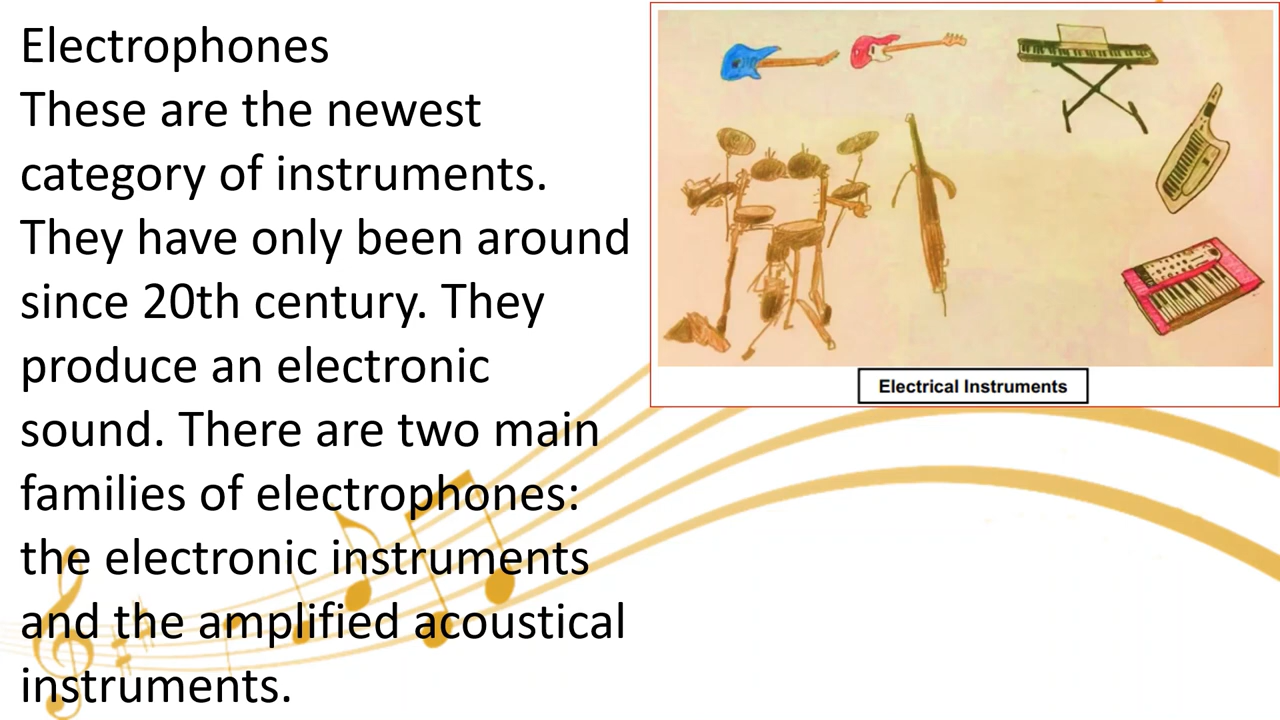 Electrophones
These are the newest
category of instruments.
They have only been around
since 20th century. They
produce an electronic
sound. There are two main
families of electrophones:
the electronic instruments
and the amplified acoustical
instruments.
Electrical Instruments